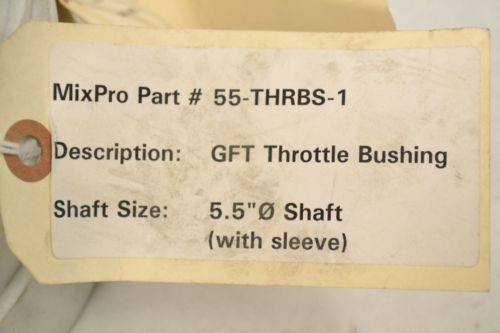 MixPro Part # 55-THRBS-1
Description: GFT Throttle Bushing
Shaft Size: 5.5"Ø Shaft
(with sleeve)